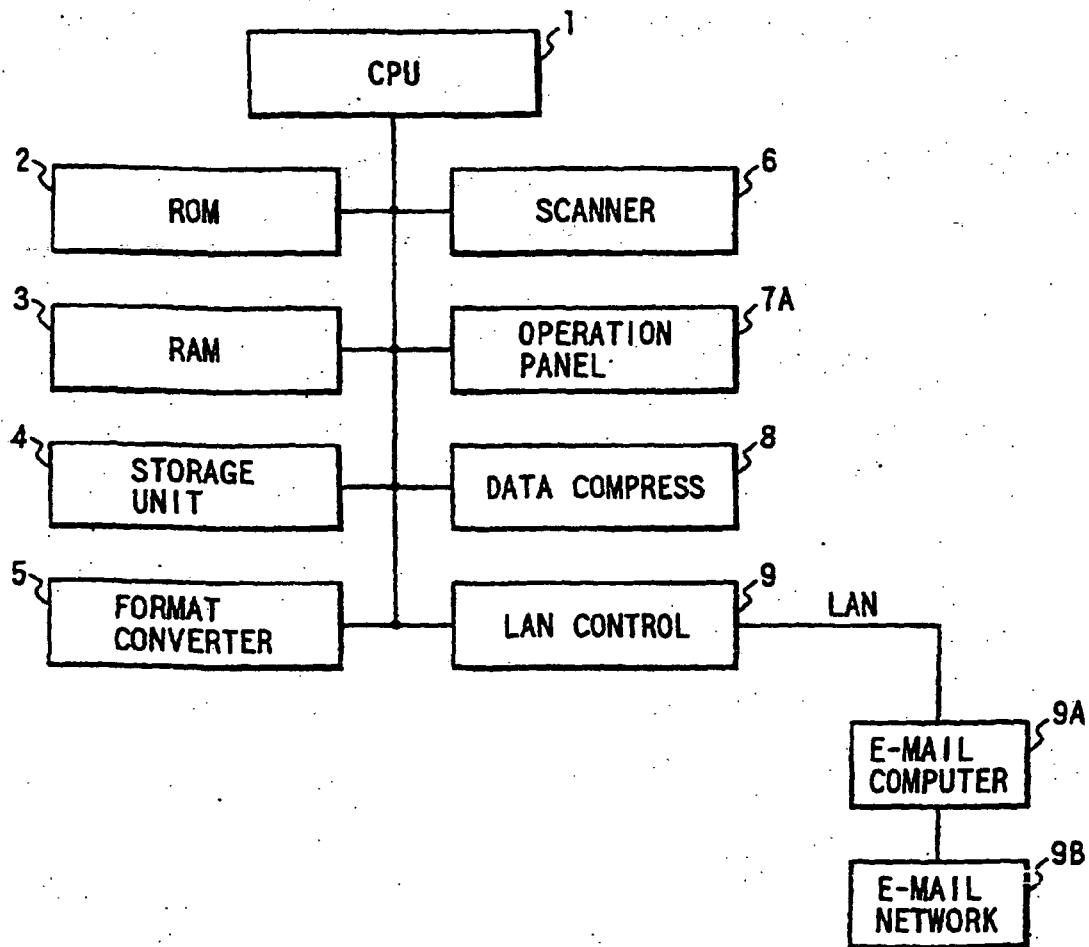 1
CPU
2
ROM
6
SCANNER
3
RAM
7A
OPERATION
PANEL
4
STORAGE
UNIT
8
DATA COMPRESS
5
FORMAT
CONVERTER
9
LAN CONTROL
LAN
9A
E-MAIL
COMPUTER
9B
E-MAIL
NETWORK